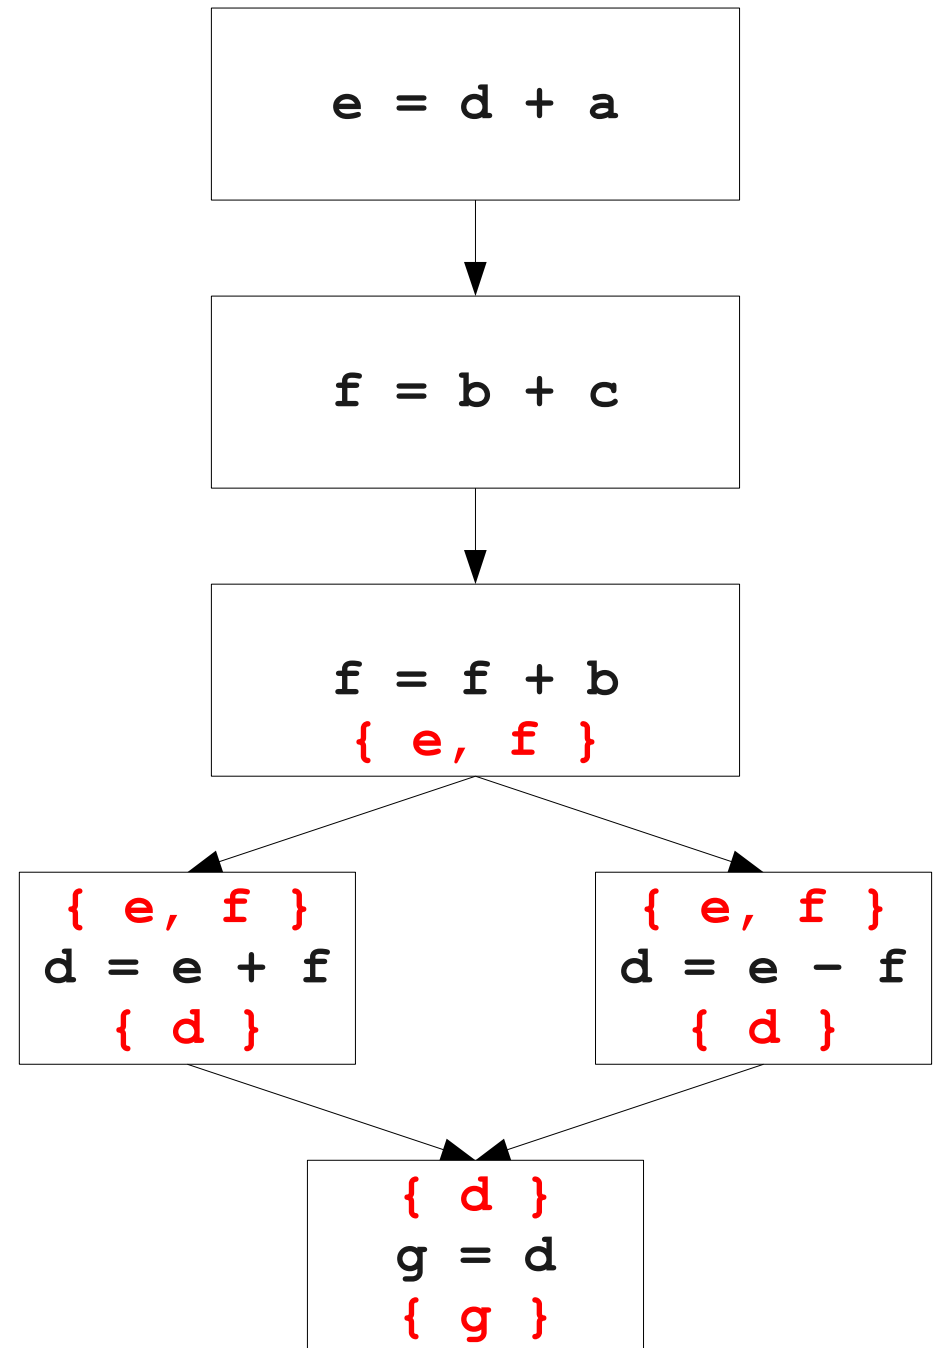 e = d + a
f = b + c
f = f + b
{ e, f }
{ e, f }
d = e + f
{ d }
{ e, f }
d = e - f
{ d }
{ d }
g = d
{ g }